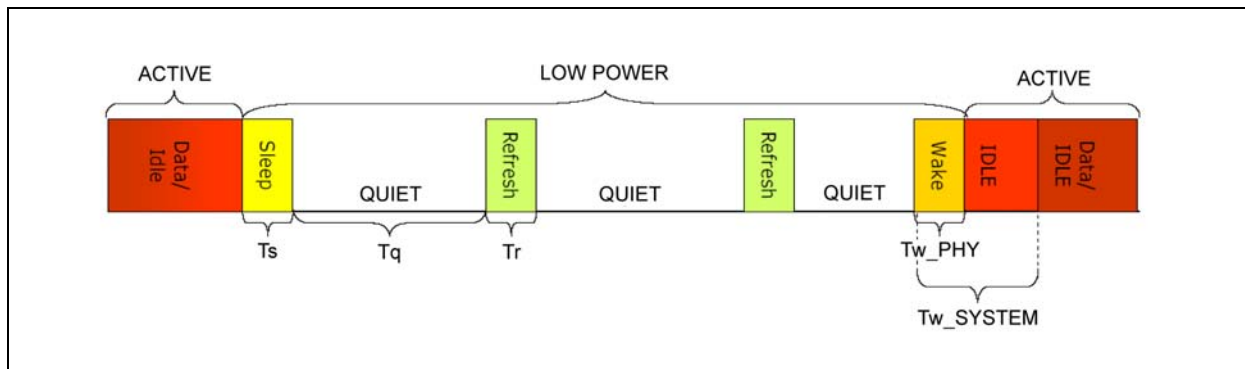 ACTIVE
LOW POWER
ACTIVE
Data/
Idle
Sleep
QUIET
Refresh
QUIET
Refresh
QUIET
Wake
IDLE
Data/
IDLE
Ts
Tq
Tr
Tw_PHY
Tw_SYSTEM